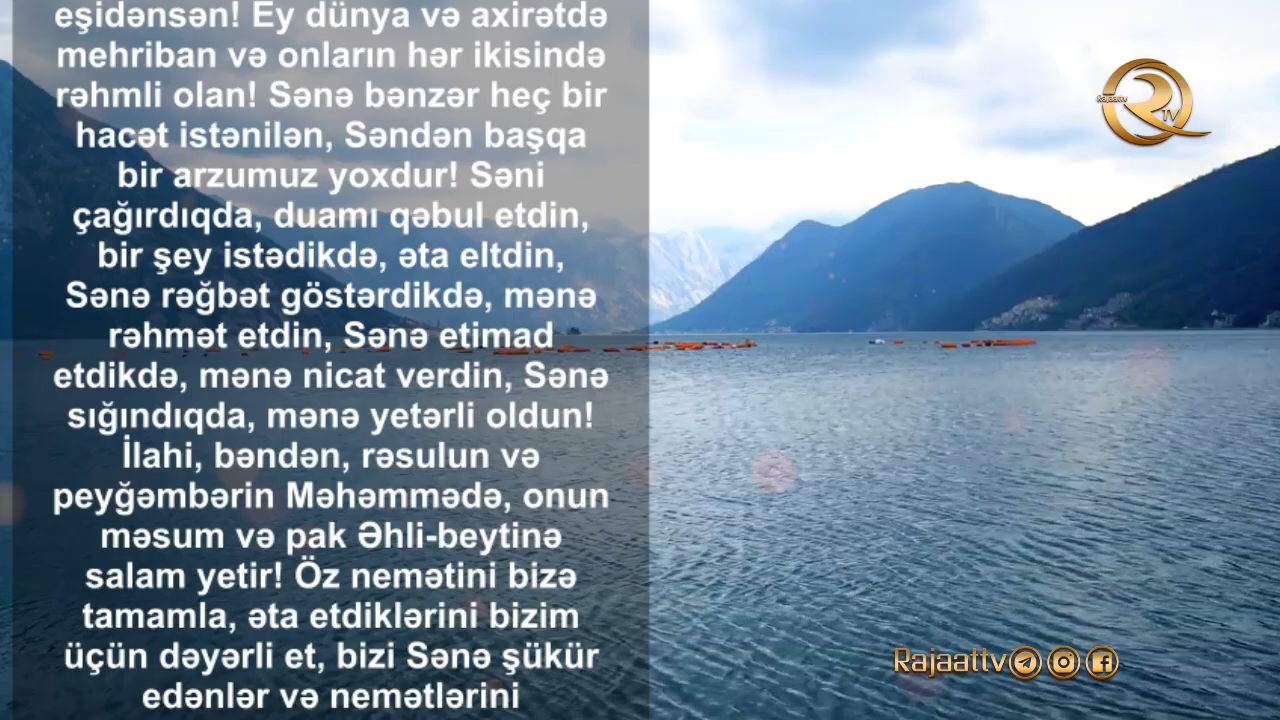 eşidənsən! Ey dünya və axirətdə
mehriban və onların hər ikisində
rəhmli olan! Sənə bənzər heç bir
hacət istənilən, Səndən başqa
bir arzumuz yoxdur! Səni
çağırdıqda, duamı qəbul etdin,
bir şey istədikdə, əta eltdin,
Sənə rəğbət göstərdikdə, mənə
rəhmət etdin, Sənə etimad
etdikdə, mənə nicat verdin, Sənə
sığındıqda, mənə yetərli oldun!
İlahi, bəndən, rəsulun və
peyğəmbərin Məhəmmədə, onun
məsum və pak Əhli-beytinə
salam yetir! Öz nemətini bizə
tamamla, əta etdiklərini bizim
üçün dəyərli et, bizi Sənə şükür
edənlər və nemətlərini
Rajaattv
TV
Rajaattv